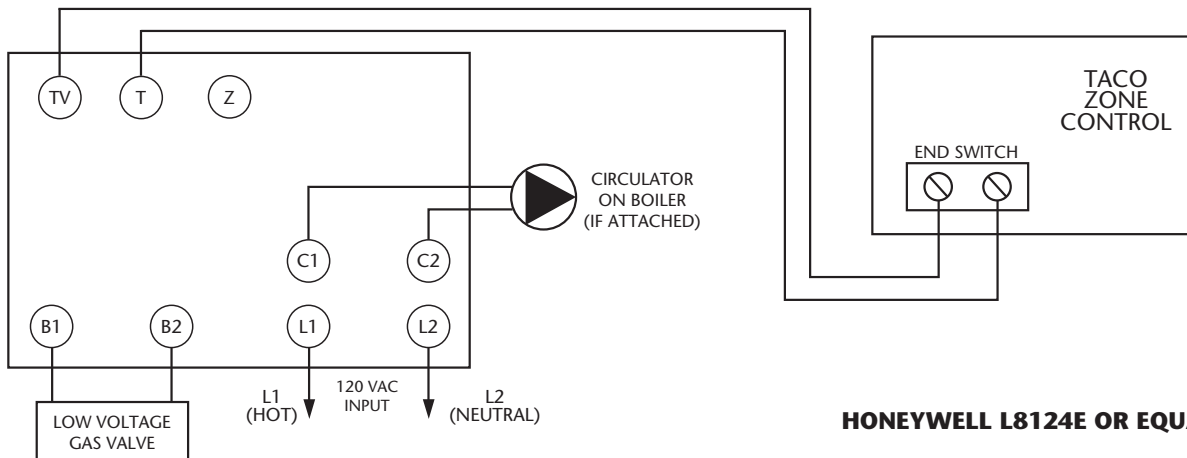 TV
T
Z
TACO
ZONE
CONTROL
END SWITCH
CIRCULATOR
ON BOILER
(IF ATTACHED)
C1
C2
B1
B2
L1
L2
L1
(HOT)
120 VAC
INPUT
L2
(NEUTRAL)
LOW VOLTAGE
GAS VALVE
HONEYWELL L8124E OR